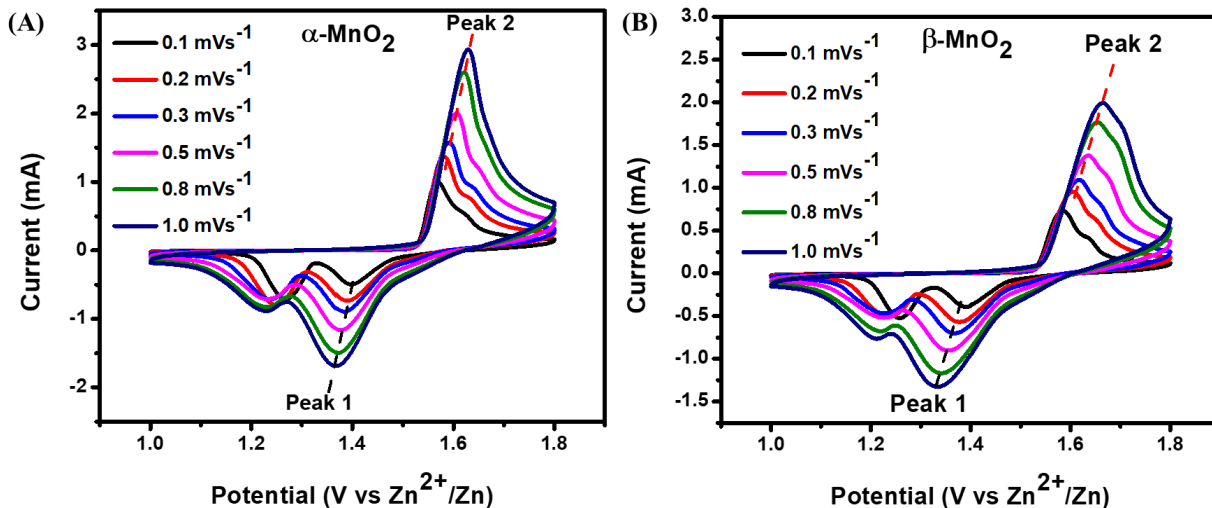 (A)
α-MnO2
Peak 2
0.1 mVs-1
0.2 mVs-1
0.3 mVs-1
0.5 mVs-1
0.8 mVs-1
1.0 mVs-1
Peak 1
3
2
1
0
-1
-2
Current (mA)
1.0 1.2 1.4 1.6 1.8
Potential (V vs Zn2+/Zn)
(B)
β-MnO2
Peak 2
0.1 mVs-1
0.2 mVs-1
0.3 mVs-1
0.5 mVs-1
0.8 mVs-1
1.0 mVs-1
Peak 1
3.0
2.5
2.0
1.5
1.0
0.5
0.0
-0.5
-1.0
-1.5
Current (mA)
1.0 1.2 1.4 1.6 1.8
Potential (V vs Zn2+/Zn)